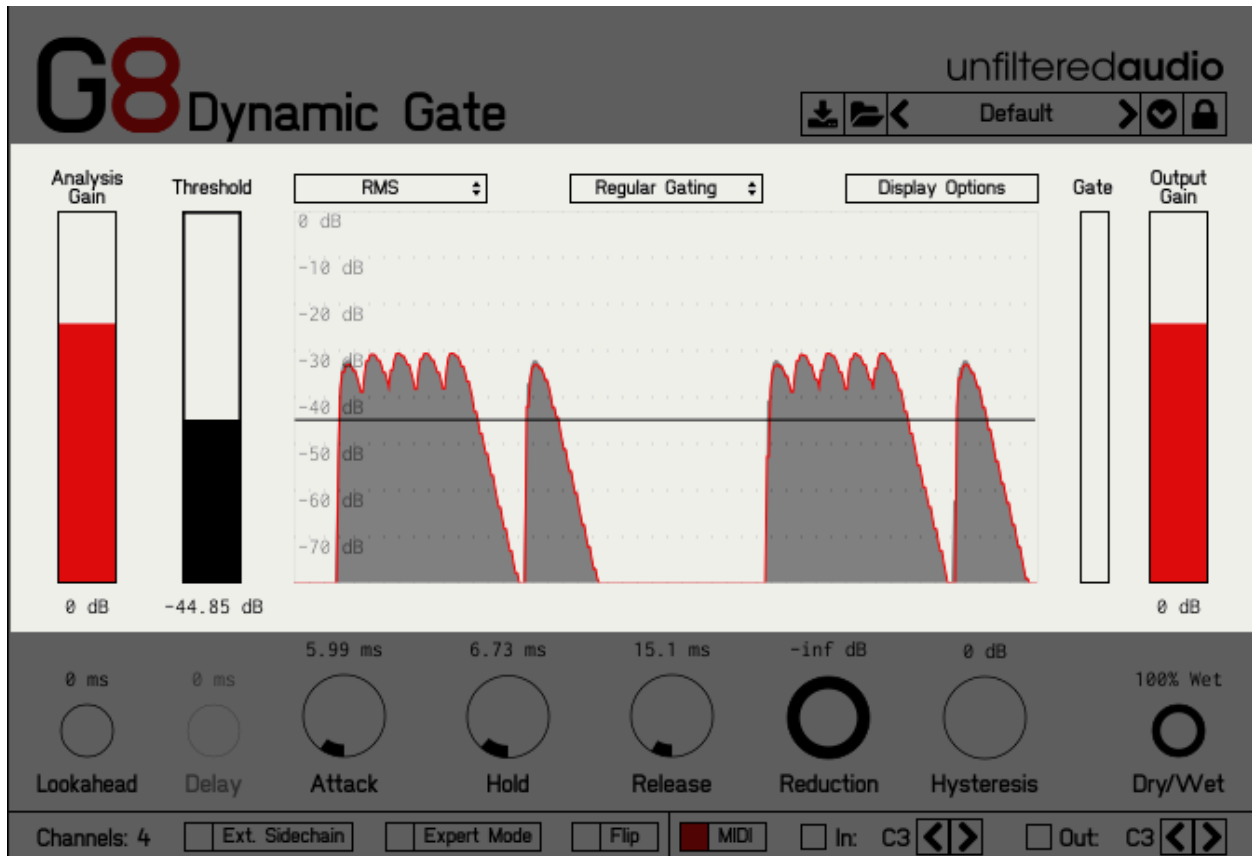 G8 Dynamic Gate
unfilteredaudio
Default
Analysis Gain
Threshold
RMS
Regular Gating
Display Options
Gate
Output Gain
0 dB
-10 dB
-20 dB
-30 dB
-40 dB
-50 dB
-60 dB
-70 dB
0 dB
-44.85 dB
0 dB
5.99 ms
6.73 ms
15.1 ms
-inf dB
0 dB
0 ms
0 ms
100% Wet
Lookahead
Delay
Attack
Hold
Release
Reduction
Hysteresis
Dry/Wet
Channels: 4
Ext. Sidechain
Expert Mode
Flip
MIDI
In: C3
Out: C3